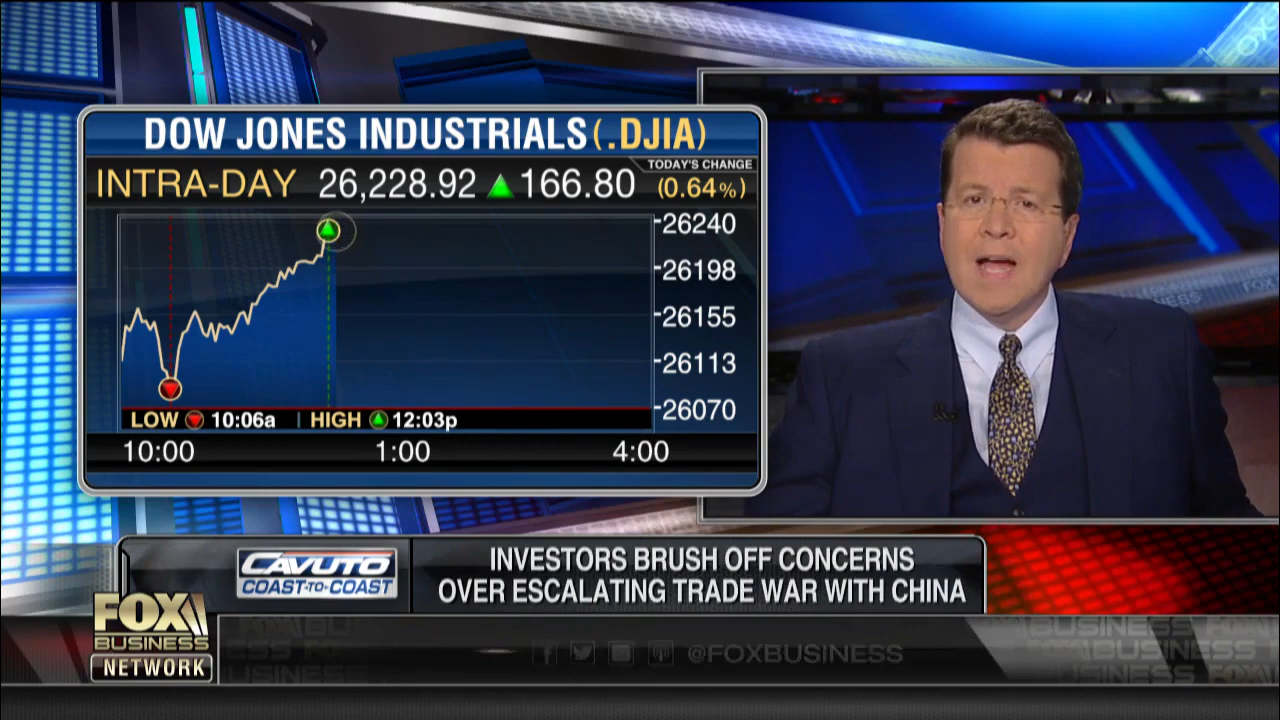 DOW JONES INDUSTRIALS(.DJIA)
TODAY'S CHANGE
INTRA-DAY 26,228.92 166.80 (0.64%)
26240
26198
26155
26113
26070
LOW 10:06a | HIGH 12:03p
10:00 1:00 4:00
CAVUTO
COAST-TO-COAST
INVESTORS BRUSH OFF CONCERNS
OVER ESCALATING TRADE WAR WITH CHINA
FOX
BUSINESS
NETWORK
@FOXBUSINESS
BUSINESS
FOX